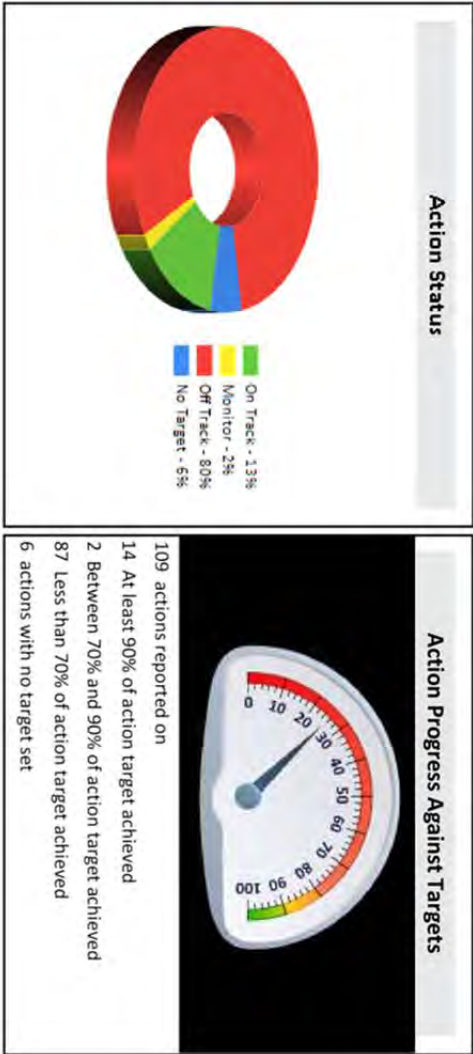 Action Status
On Track - 13%
Monitor - 2%
Off Track - 80%
No Target - 6%
Action Progress Against Targets
0
10
20
30
40
50
60
70
80
90
100
109 actions reported on
14 At least 90% of action target achieved
2 Between 70% and 90% of action target achieved
87 Less than 70% of action target achieved
6 actions with no target set